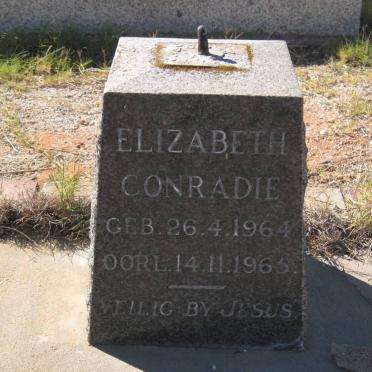 ELIZABETH
CONRADIE
GEB. 26.4.1964
OORL. 14.11.1965.
VEILIG BY JESUS.